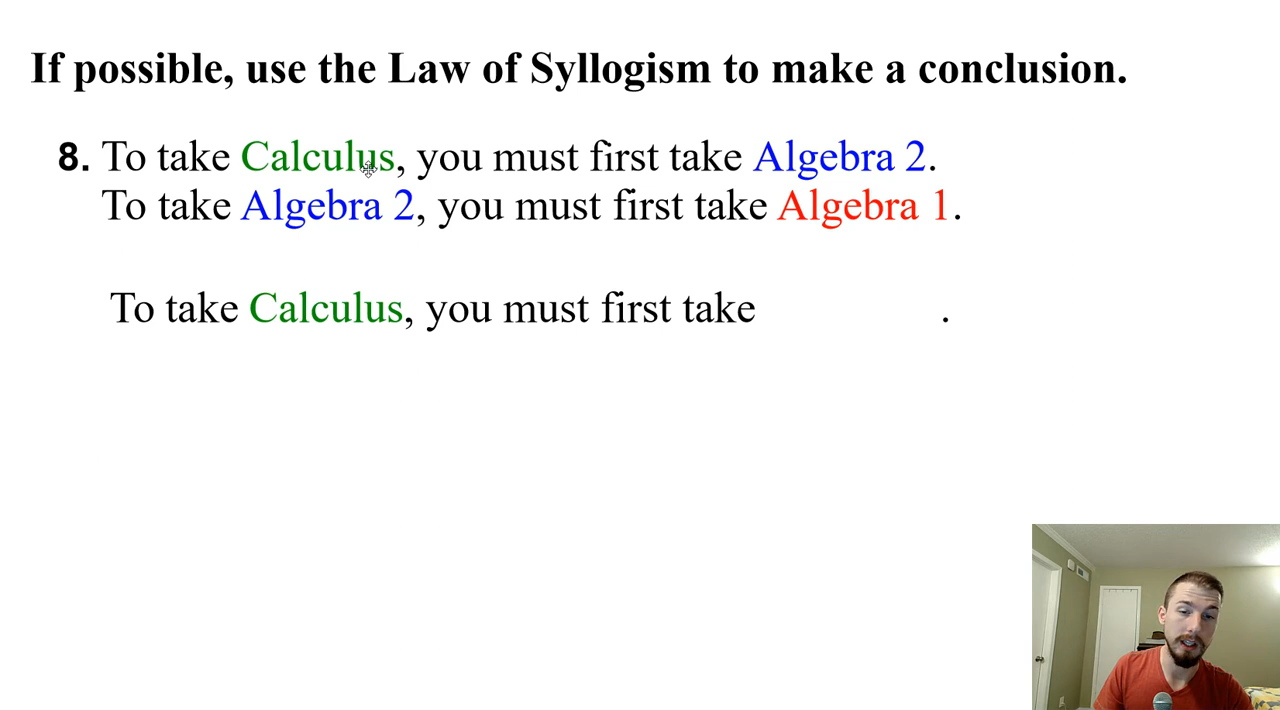 If possible, use the Law of Syllogism to make a conclusion.
8. To take Calculus, you must first take Algebra 2.
To take Algebra 2, you must first take Algebra 1.
To take Calculus, you must first take .